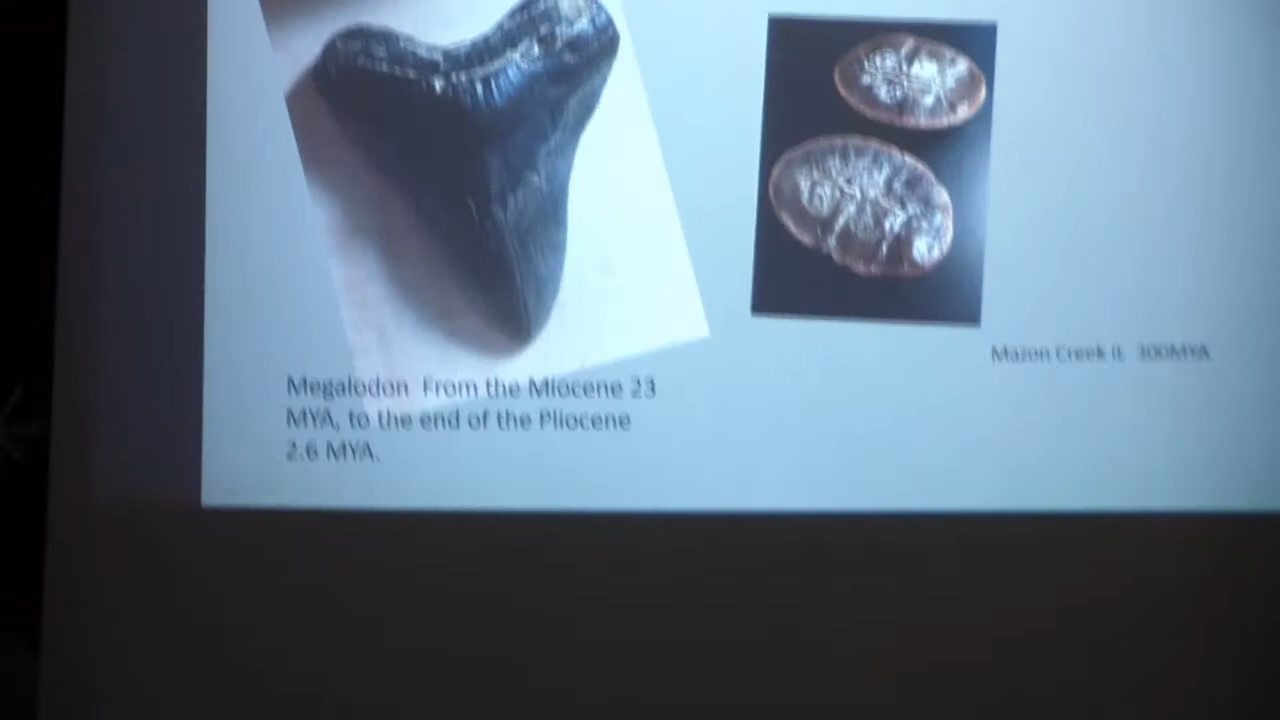 Megalodon From the Miocene 23
MYA, to the end of the Pliocene
2.6 MYA.
Mazon Creek IL 300MYA